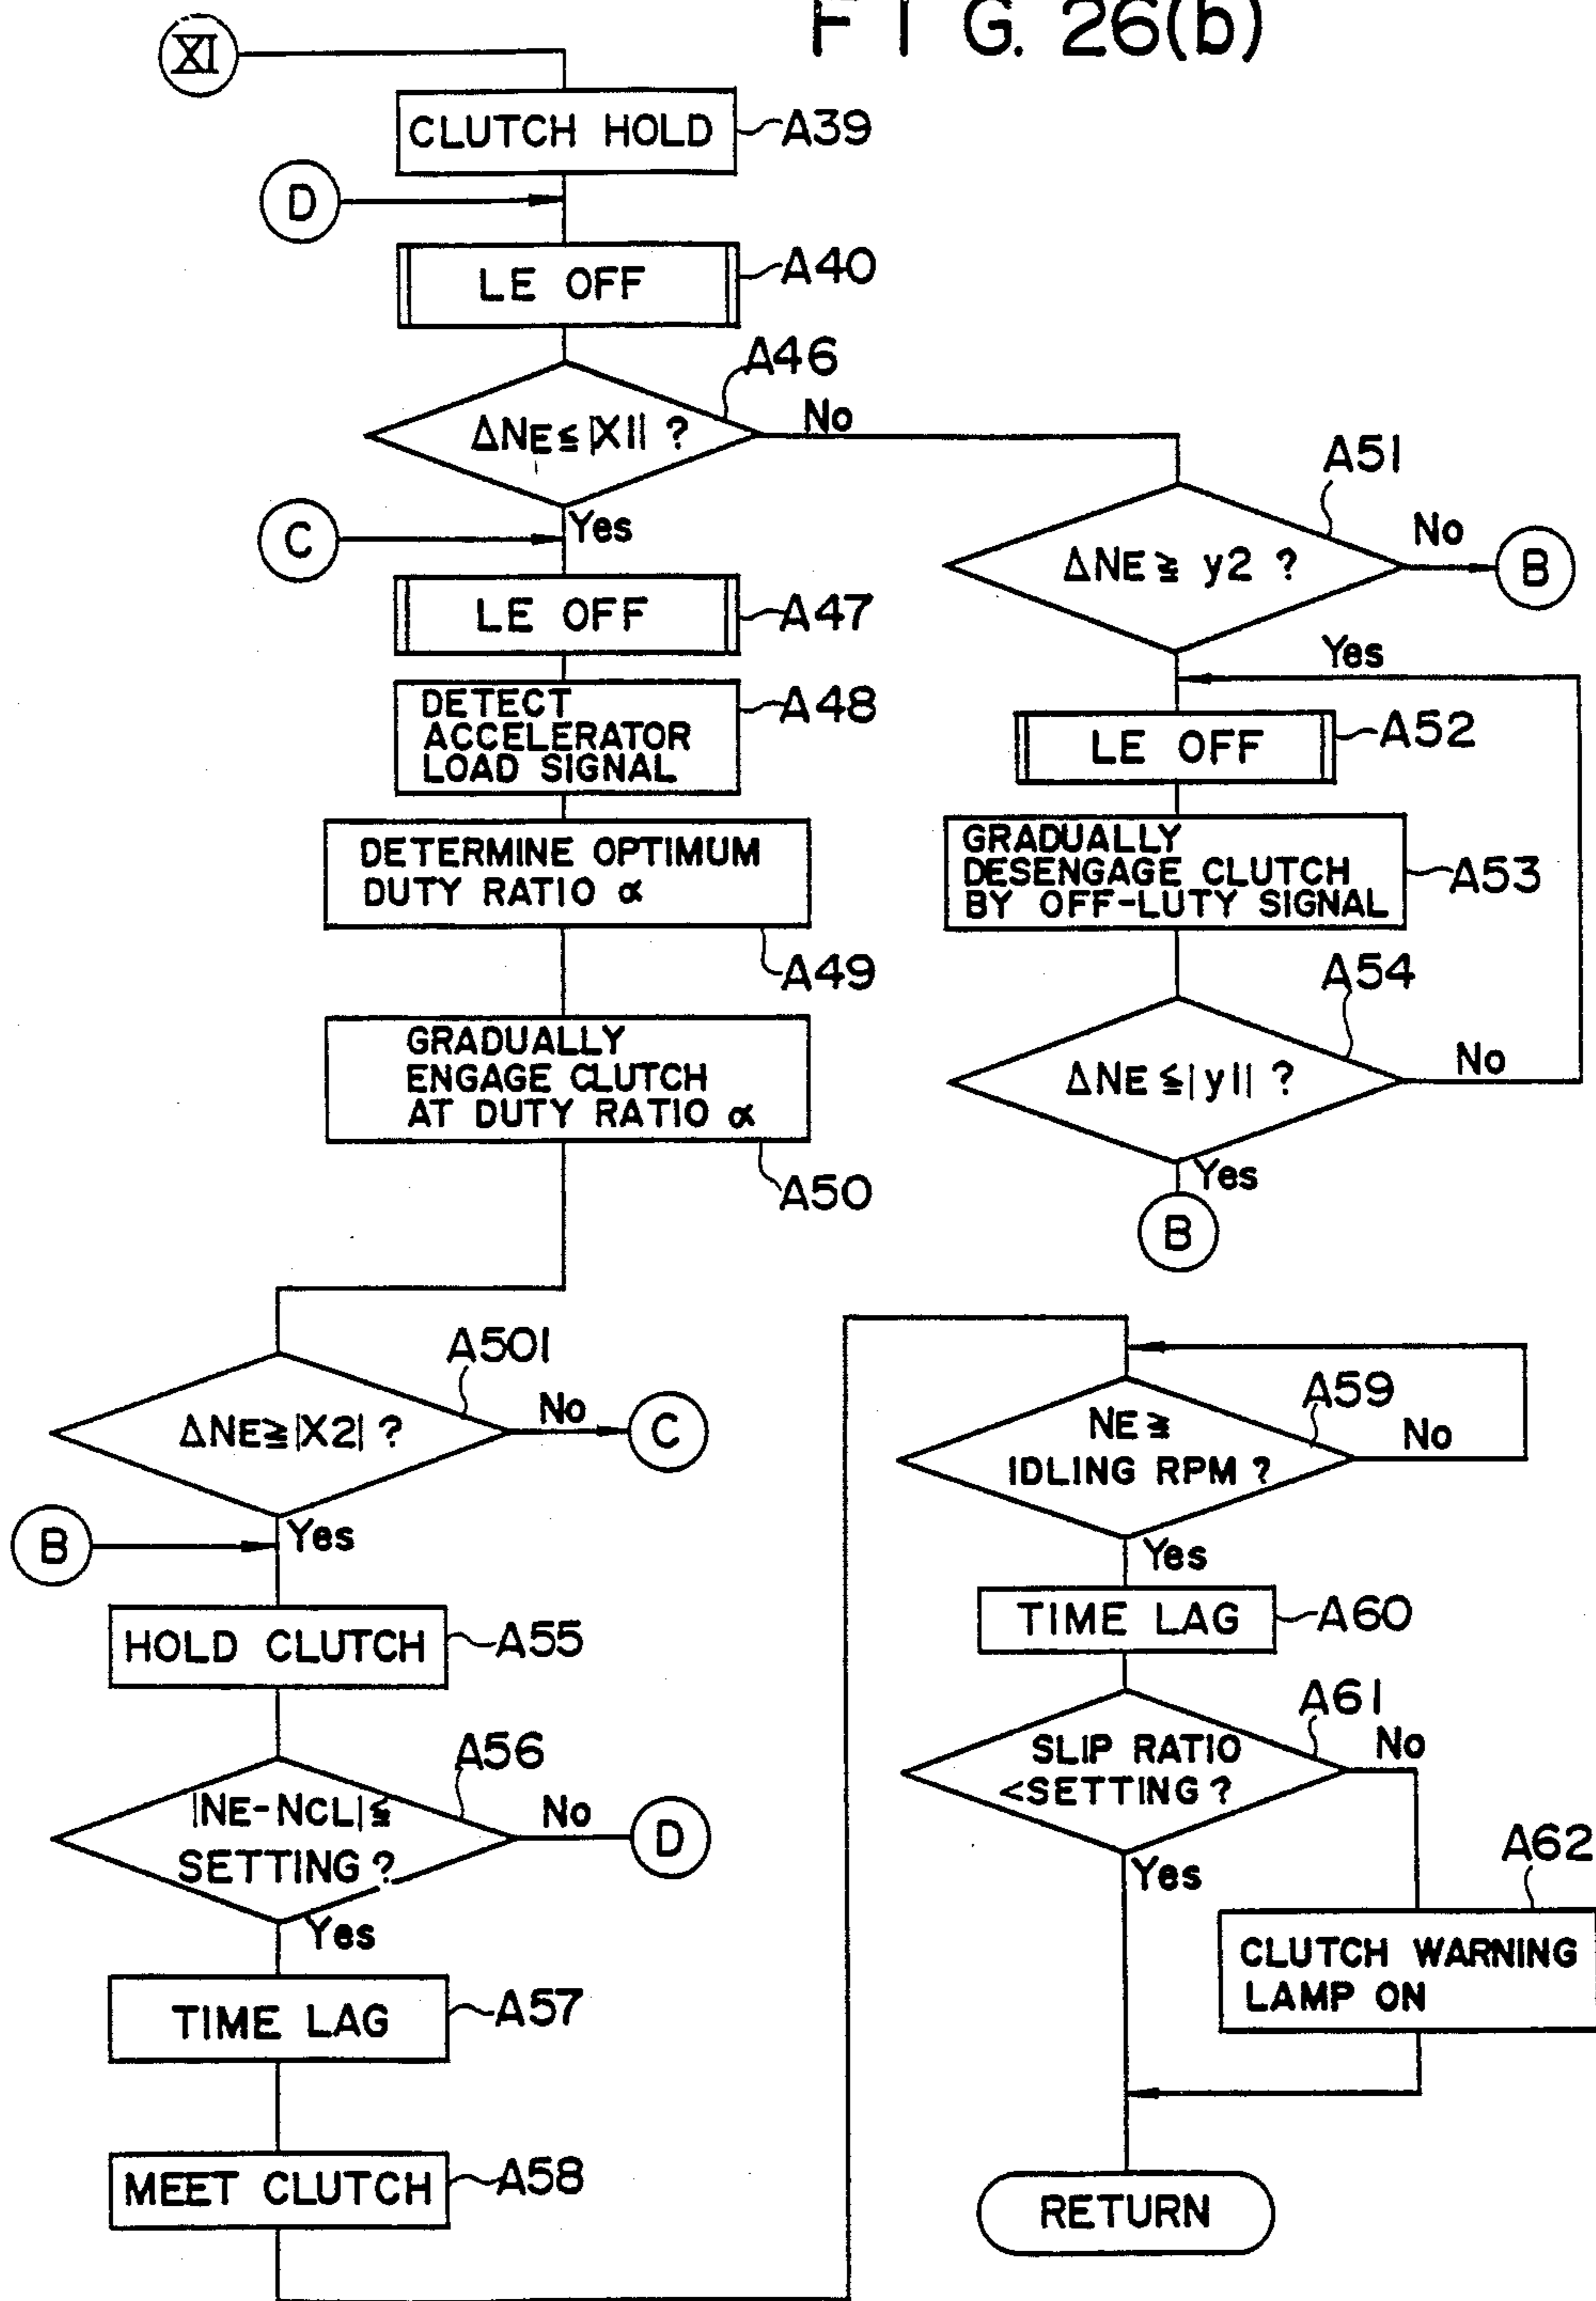 FIG. 26(b)
XI
CLUTCH HOLD
A39
D
LE OFF
A40
A46
ΔNE≦|X1| ?
No
Yes
C
LE OFF
A47
DETECT
ACCELERATOR
LOAD SIGNAL
A48
DETERMINE OPTIMUM
DUTY RATIO α
A49
GRADUALLY
ENGAGE CLUTCH
AT DUTY RATIO α
A50
A51
ΔNE≧ y2 ?
No
B
Yes
LE OFF
A52
GRADUALLY
DESENGAGE CLUTCH
BY OFF-LUTY SIGNAL
A53
A54
ΔNE≦|y1| ?
No
Yes
B
A501
ΔNE≧|X2| ?
No
C
Yes
B
HOLD CLUTCH
A55
A56
|NE-NCL|≦
SETTING ?
No
D
Yes
TIME LAG
A57
MEET CLUTCH
A58
A59
NE≧
IDLING RPM ?
No
Yes
TIME LAG
A60
A61
SLIP RATIO
<SETTING ?
No
Yes
A62
CLUTCH WARNING
LAMP ON
RETURN